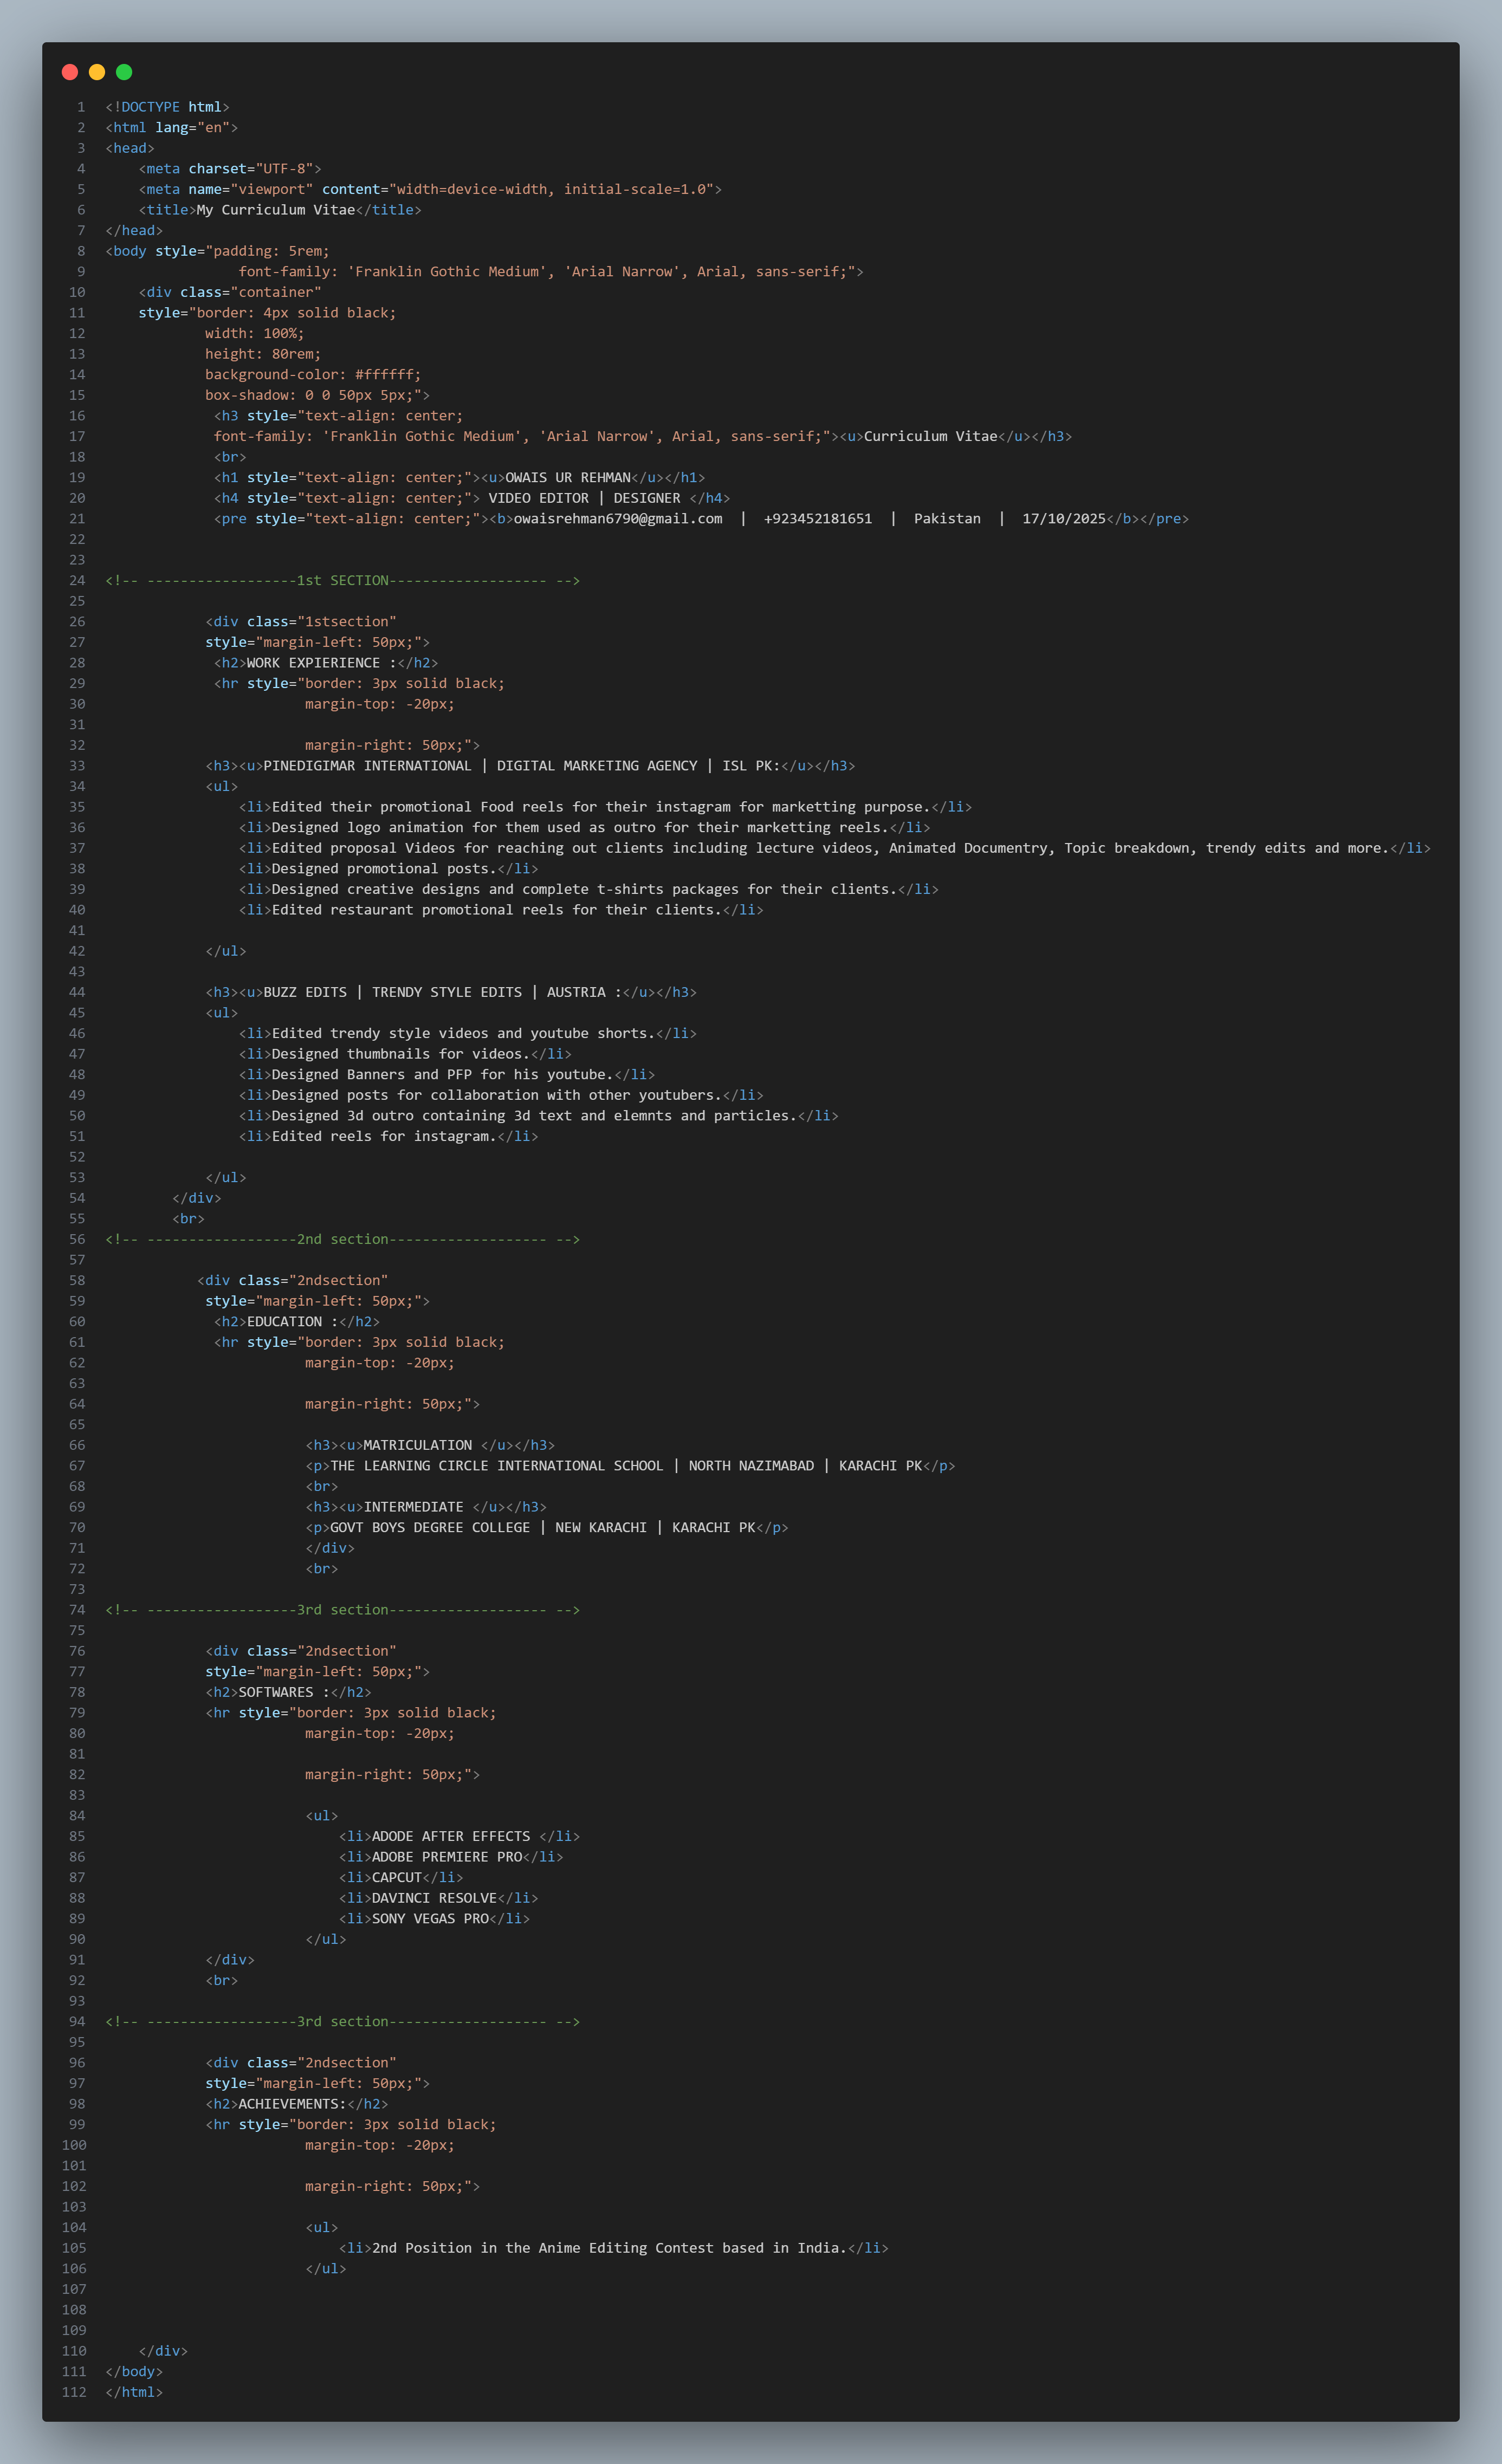 1 <!DOCTYPE html>
2 <html lang="en">
3 <head>
4     <meta charset="UTF-8">
5     <meta name="viewport" content="width=device-width, initial-scale=1.0">
6     <title>My Curriculum Vitae</title>
7 </head>
8 <body style="padding: 5rem;
9                 font-family: 'Franklin Gothic Medium', 'Arial Narrow', Arial, sans-serif;">
10     <div class="container"
11     style="border: 4px solid black;
12             width: 100%;
13             height: 80rem;
14             background-color: #ffffff;
15             box-shadow: 0 0 50px 5px;">
16              <h3 style="text-align: center;
17              font-family: 'Franklin Gothic Medium', 'Arial Narrow', Arial, sans-serif;"><u>Curriculum Vitae</u></h3>
18              <br>
19              <h1 style="text-align: center;"><u>OWAIS UR REHMAN</u></h1>
20              <h4 style="text-align: center;"> VIDEO EDITOR | DESIGNER </h4>
21              <pre style="text-align: center;"><b>owaisrehman6790@gmail.com  |  +923452181651  |  Pakistan  |  17/10/2025</b></pre>
22
23
24 <!-- ------------------1st SECTION------------------- -->
25
26             <div class="1stsection"
27             style="margin-left: 50px;">
28              <h2>WORK EXPIERIENCE :</h2>
29              <hr style="border: 3px solid black;
30                         margin-top: -20px;
31
32                         margin-right: 50px;">
33             <h3><u>PINEDIGIMAR INTERNATIONAL | DIGITAL MARKETING AGENCY | ISL PK:</u></h3>
34             <ul>
35                 <li>Edited their promotional Food reels for their instagram for marketting purpose.</li>
36                 <li>Designed logo animation for them used as outro for their marketting reels.</li>
37                 <li>Edited proposal Videos for reaching out clients including lecture videos, Animated Documentry, Topic breakdown, trendy edits and more.</li>
38                 <li>Designed promotional posts.</li>
39                 <li>Designed creative designs and complete t-shirts packages for their clients.</li>
40                 <li>Edited restaurant promotional reels for their clients.</li>
41
42             </ul>
43
44             <h3><u>BUZZ EDITS | TRENDY STYLE EDITS | AUSTRIA :</u></h3>
45             <ul>
46                 <li>Edited trendy style videos and youtube shorts.</li>
47                 <li>Designed thumbnails for videos.</li>
48                 <li>Designed Banners and PFP for his youtube.</li>
49                 <li>Designed posts for collaboration with other youtubers.</li>
50                 <li>Designed 3d outro containing 3d text and elemnts and particles.</li>
51                 <li>Edited reels for instagram.</li>
52
53             </ul>
54         </div>
55         <br>
56 <!-- ------------------2nd section------------------- -->
57
58            <div class="2ndsection"
59             style="margin-left: 50px;">
60              <h2>EDUCATION :</h2>
61              <hr style="border: 3px solid black;
62                         margin-top: -20px;
63
64                         margin-right: 50px;">
65
66                         <h3><u>MATRICULATION </u></h3>
67                         <p>THE LEARNING CIRCLE INTERNATIONAL SCHOOL | NORTH NAZIMABAD | KARACHI PK</p>
68                         <br>
69                         <h3><u>INTERMEDIATE </u></h3>
70                         <p>GOVT BOYS DEGREE COLLEGE | NEW KARACHI | KARACHI PK</p>
71                         </div>
72                         <br>
73
74 <!-- ------------------3rd section------------------- -->
75
76             <div class="2ndsection"
77             style="margin-left: 50px;">
78             <h2>SOFTWARES :</h2>
79             <hr style="border: 3px solid black;
80                         margin-top: -20px;
81
82                         margin-right: 50px;">
83
84                         <ul>
85                             <li>ADODE AFTER EFFECTS </li>
86                             <li>ADOBE PREMIERE PRO</li>
87                             <li>CAPCUT</li>
88                             <li>DAVINCI RESOLVE</li>
89                             <li>SONY VEGAS PRO</li>
90                         </ul>
91             </div>
92             <br>
93
94 <!-- ------------------3rd section------------------- -->
95
96             <div class="2ndsection"
97             style="margin-left: 50px;">
98             <h2>ACHIEVEMENTS:</h2>
99             <hr style="border: 3px solid black;
100                         margin-top: -20px;
101
102                         margin-right: 50px;">
103
104                         <ul>
105                             <li>2nd Position in the Anime Editing Contest based in India.</li>
106                         </ul>
107
108
109
110     </div>
111 </body>
112 </html>